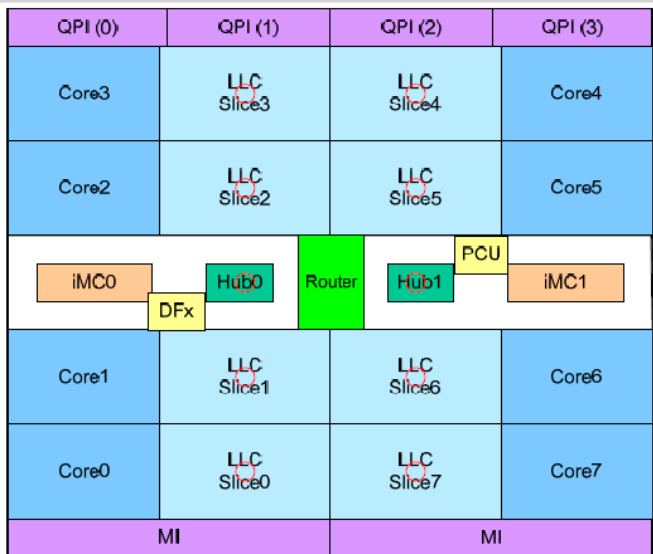 QPI (0) QPI (1) QPI (2) QPI (3)
Core3 LLC Slice3 LLC Slice4 Core4
Core2 LLC Slice2 LLC Slice5 Core5
PCU
iMC0 Hub0 Router Hub1 iMC1
DFx
Core1 LLC Slice1 LLC Slice6 Core6
Core0 LLC Slice0 LLC Slice7 Core7
MI MI